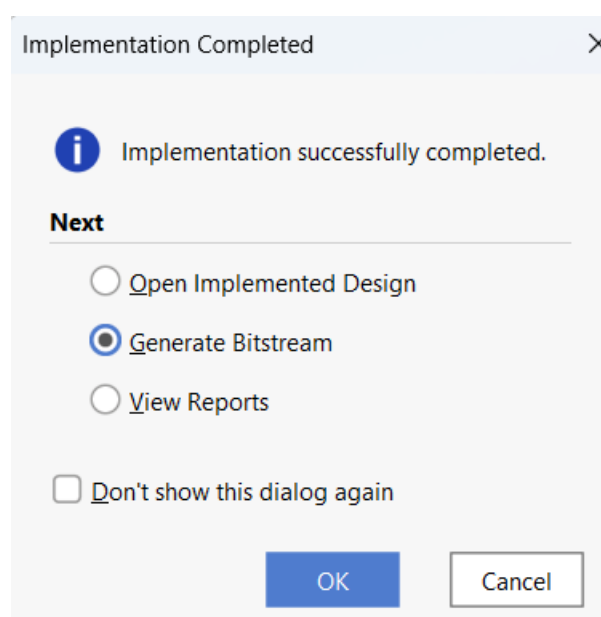 Implementation Completed
Implementation successfully completed.
Next
Open Implemented Design
Generate Bitstream
View Reports
Don't show this dialog again
OK
Cancel